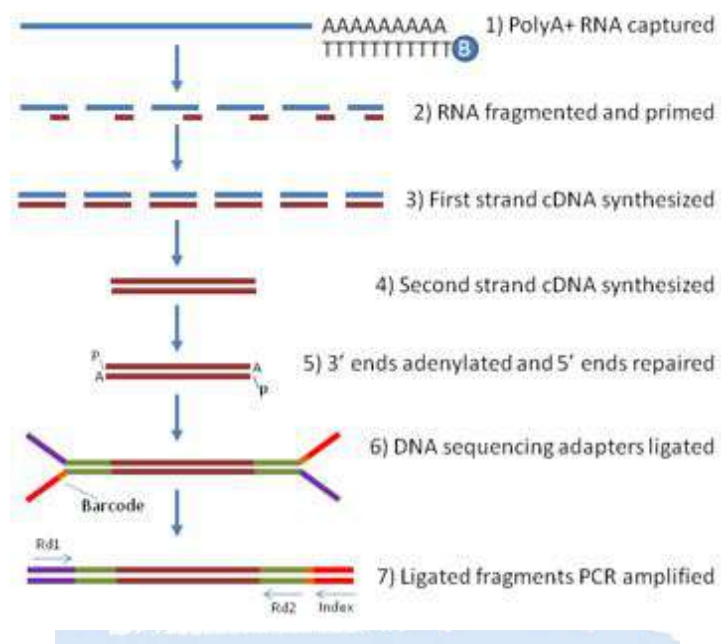 AAAAAAAAA 1) PolyA+ RNA captured
TTTTTTTTTTT B
2) RNA fragmented and primed
3) First strand cDNA synthesized
4) Second strand cDNA synthesized
P A 5) 3′ ends adenylated and 5′ ends repaired
A p
6) DNA sequencing adapters ligated
Barcode
Rd1
7) Ligated fragments PCR amplified
Rd2 Index